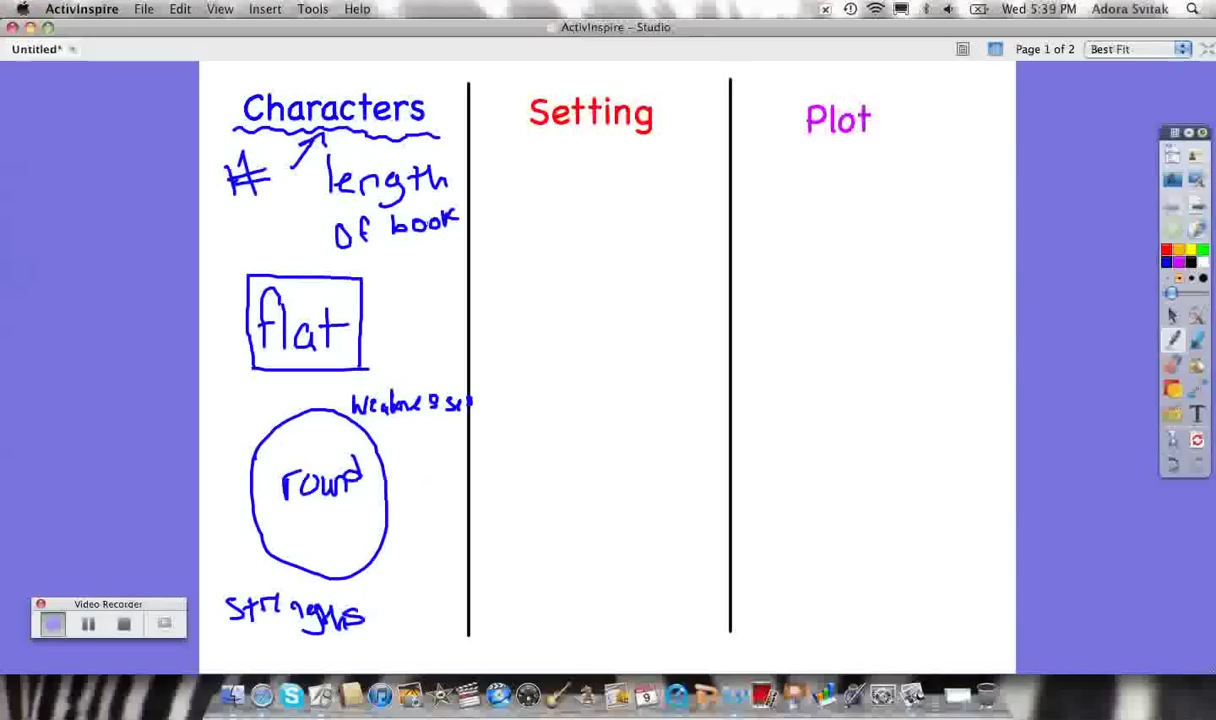 ActivInspire File Edit View Insert Tools Help Wed 5:39 PM Adora Svitak
ActivInspire – Studio
Untitled* Page 1 of 2 Best Fit
Characters
Setting
Plot
# length
of book
flat
round
Video Recorder